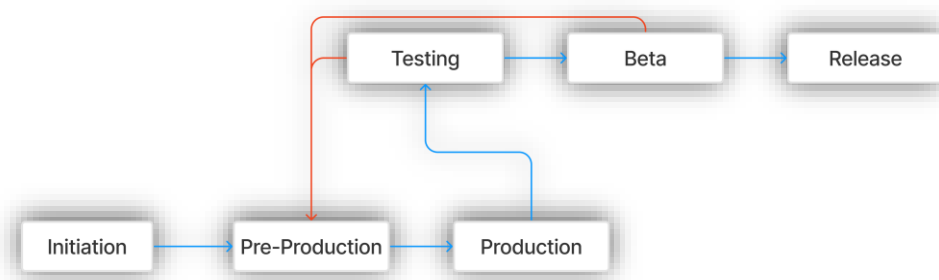 Testing
Beta
Release
Initiation
Pre-Production
Production